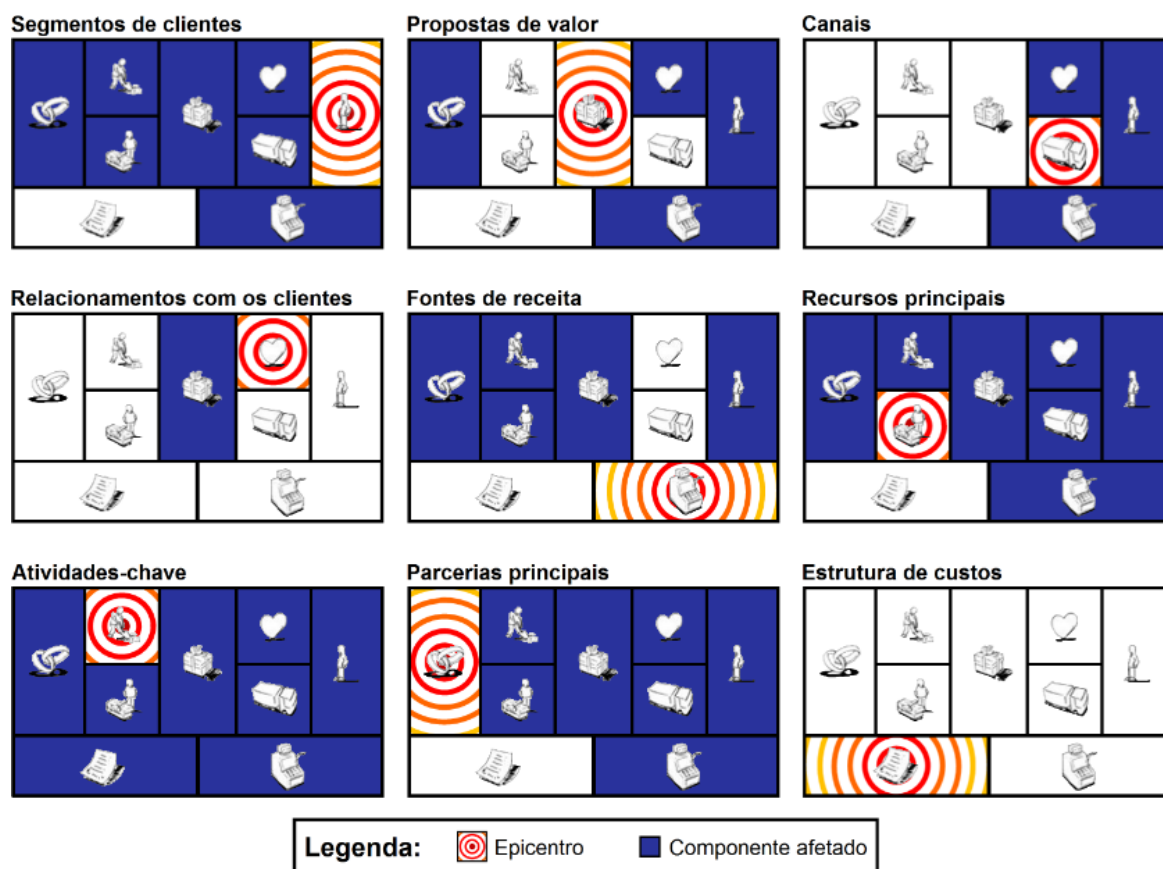 Segmentos de clientes
Propostas de valor
Canais
Relacionamentos com os clientes
Fontes de receita
Recursos principais
Atividades-chave
Parcerias principais
Estrutura de custos
Legenda:
Epicentro
Componente afetado